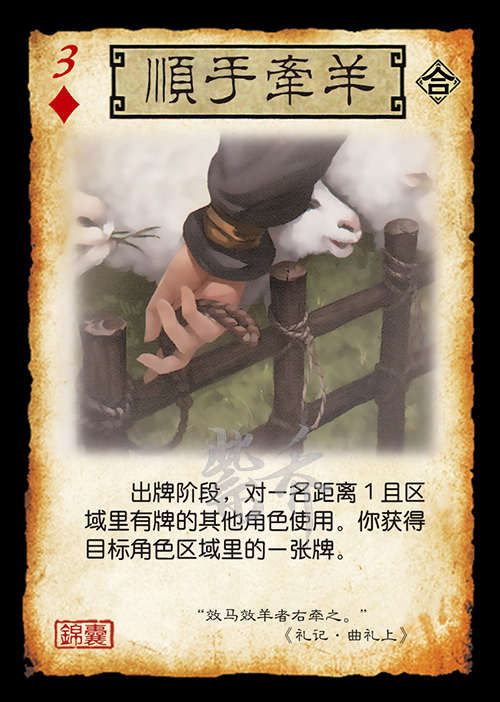 3
順手牽羊
合
出牌阶段，对一名距离1且区
域里有牌的其他角色使用。你获得
目标角色区域里的一张牌。
“效马效羊者右牵之。”
《礼记·曲礼上》
錦囊